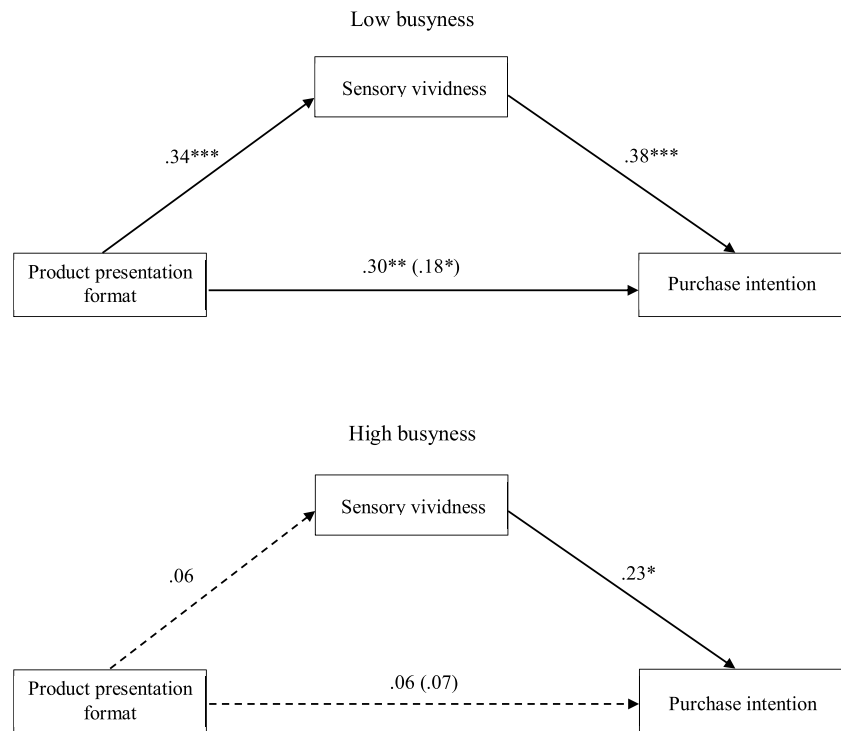 Low busyness
Sensory vividness
.34***
.38***
Product presentation
format
.30** (.18*)
Purchase intention
High busyness
Sensory vividness
.06
.23*
Product presentation
format
.06 (.07)
Purchase intention